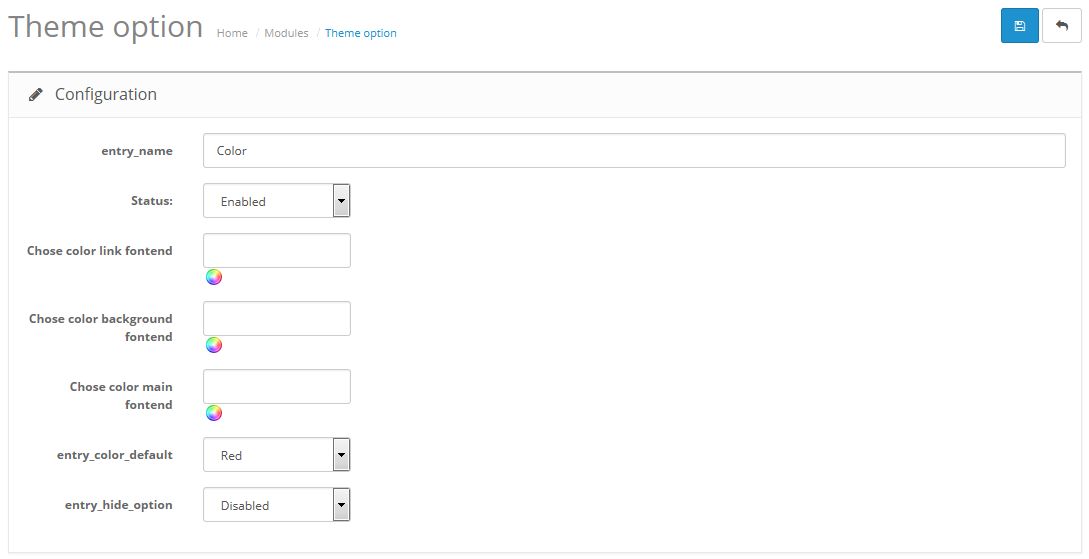 Theme option Home / Modules / Theme option
Configuration
entry_name Color
Status: Enabled
Chose color link fontend
Chose color background
fontend
Chose color main
fontend
entry_color_default Red
entry_hide_option Disabled